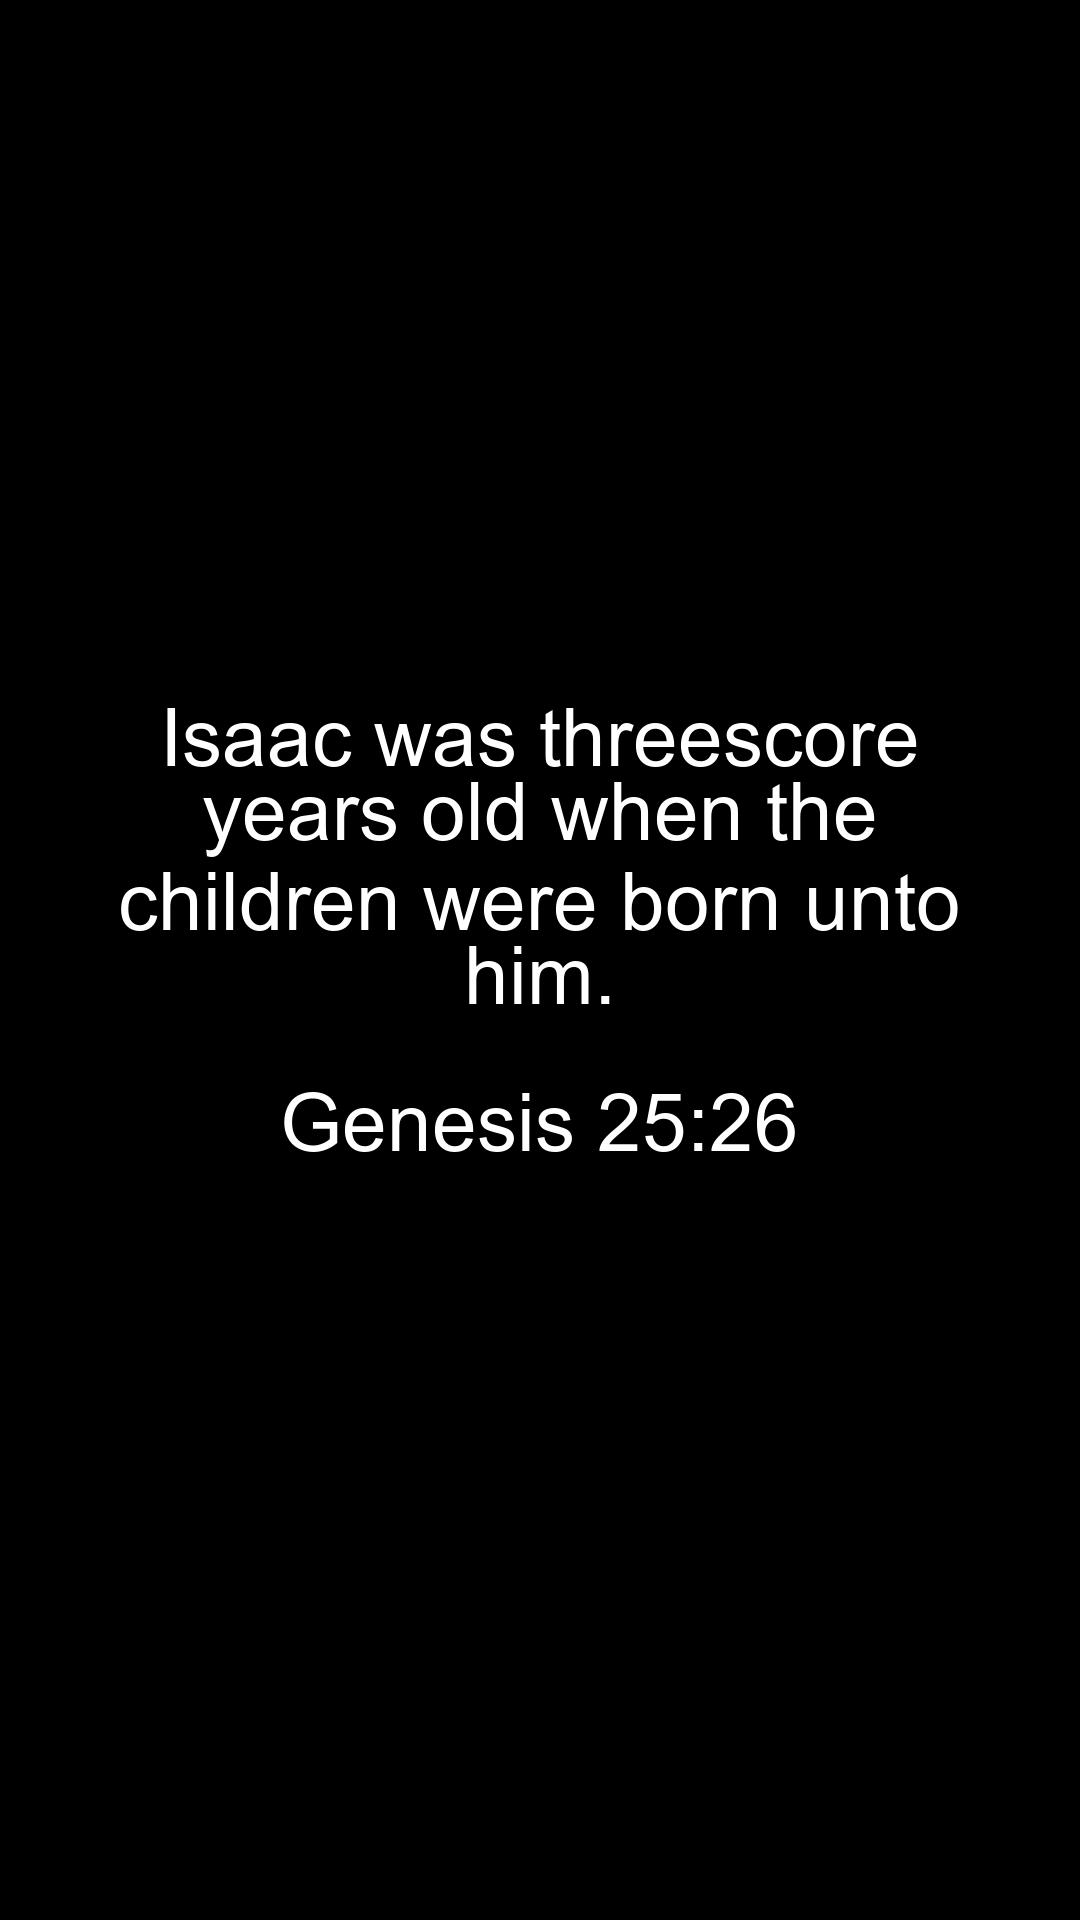 Isaac was threescore
years old when the
children were born unto
him.
Genesis 25:26